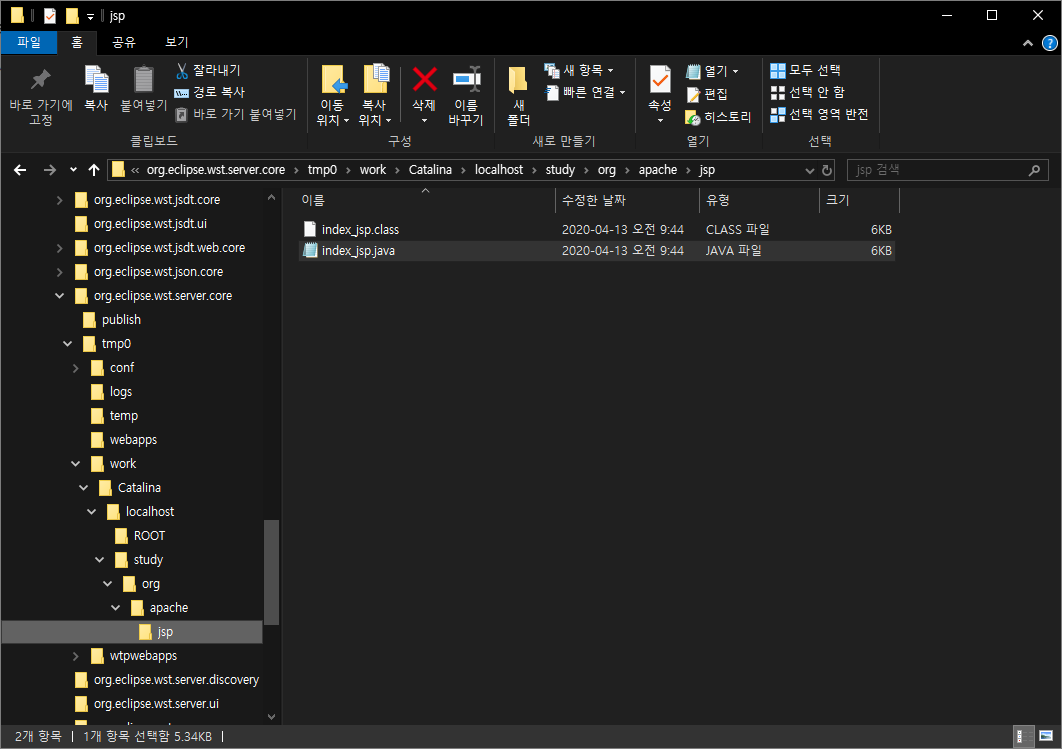 jsp
파일 홈 공유 보기
바로 가기에 고정
복사
붙여넣기
잘라내기
경로 복사
바로 가기 붙여넣기
클립보드
이동 위치
복사 위치
삭제
이름 바꾸기
구성
새 폴더
새 항목
빠른 연결
새로 만들기
속성
열기
편집
히스토리
열기
모두 선택
선택 안 함
선택 영역 반전
선택
« org.eclipse.wst.server.core › tmp0 › work › Catalina › localhost › study › org › apache › jsp
jsp 검색
org.eclipse.wst.jsdt.core
org.eclipse.wst.jsdt.ui
org.eclipse.wst.jsdt.web.core
org.eclipse.wst.json.core
org.eclipse.wst.server.core
publish
tmp0
conf
logs
temp
webapps
work
Catalina
localhost
ROOT
study
org
apache
jsp
wtpwebapps
org.eclipse.wst.server.discovery
org.eclipse.wst.server.ui
이름 수정한 날짜 유형 크기
index_jsp.class 2020-04-13 오전 9:44 CLASS 파일 6KB
index_jsp.java 2020-04-13 오전 9:44 JAVA 파일 6KB
2개 항목 | 1개 항목 선택함 5.34KB |